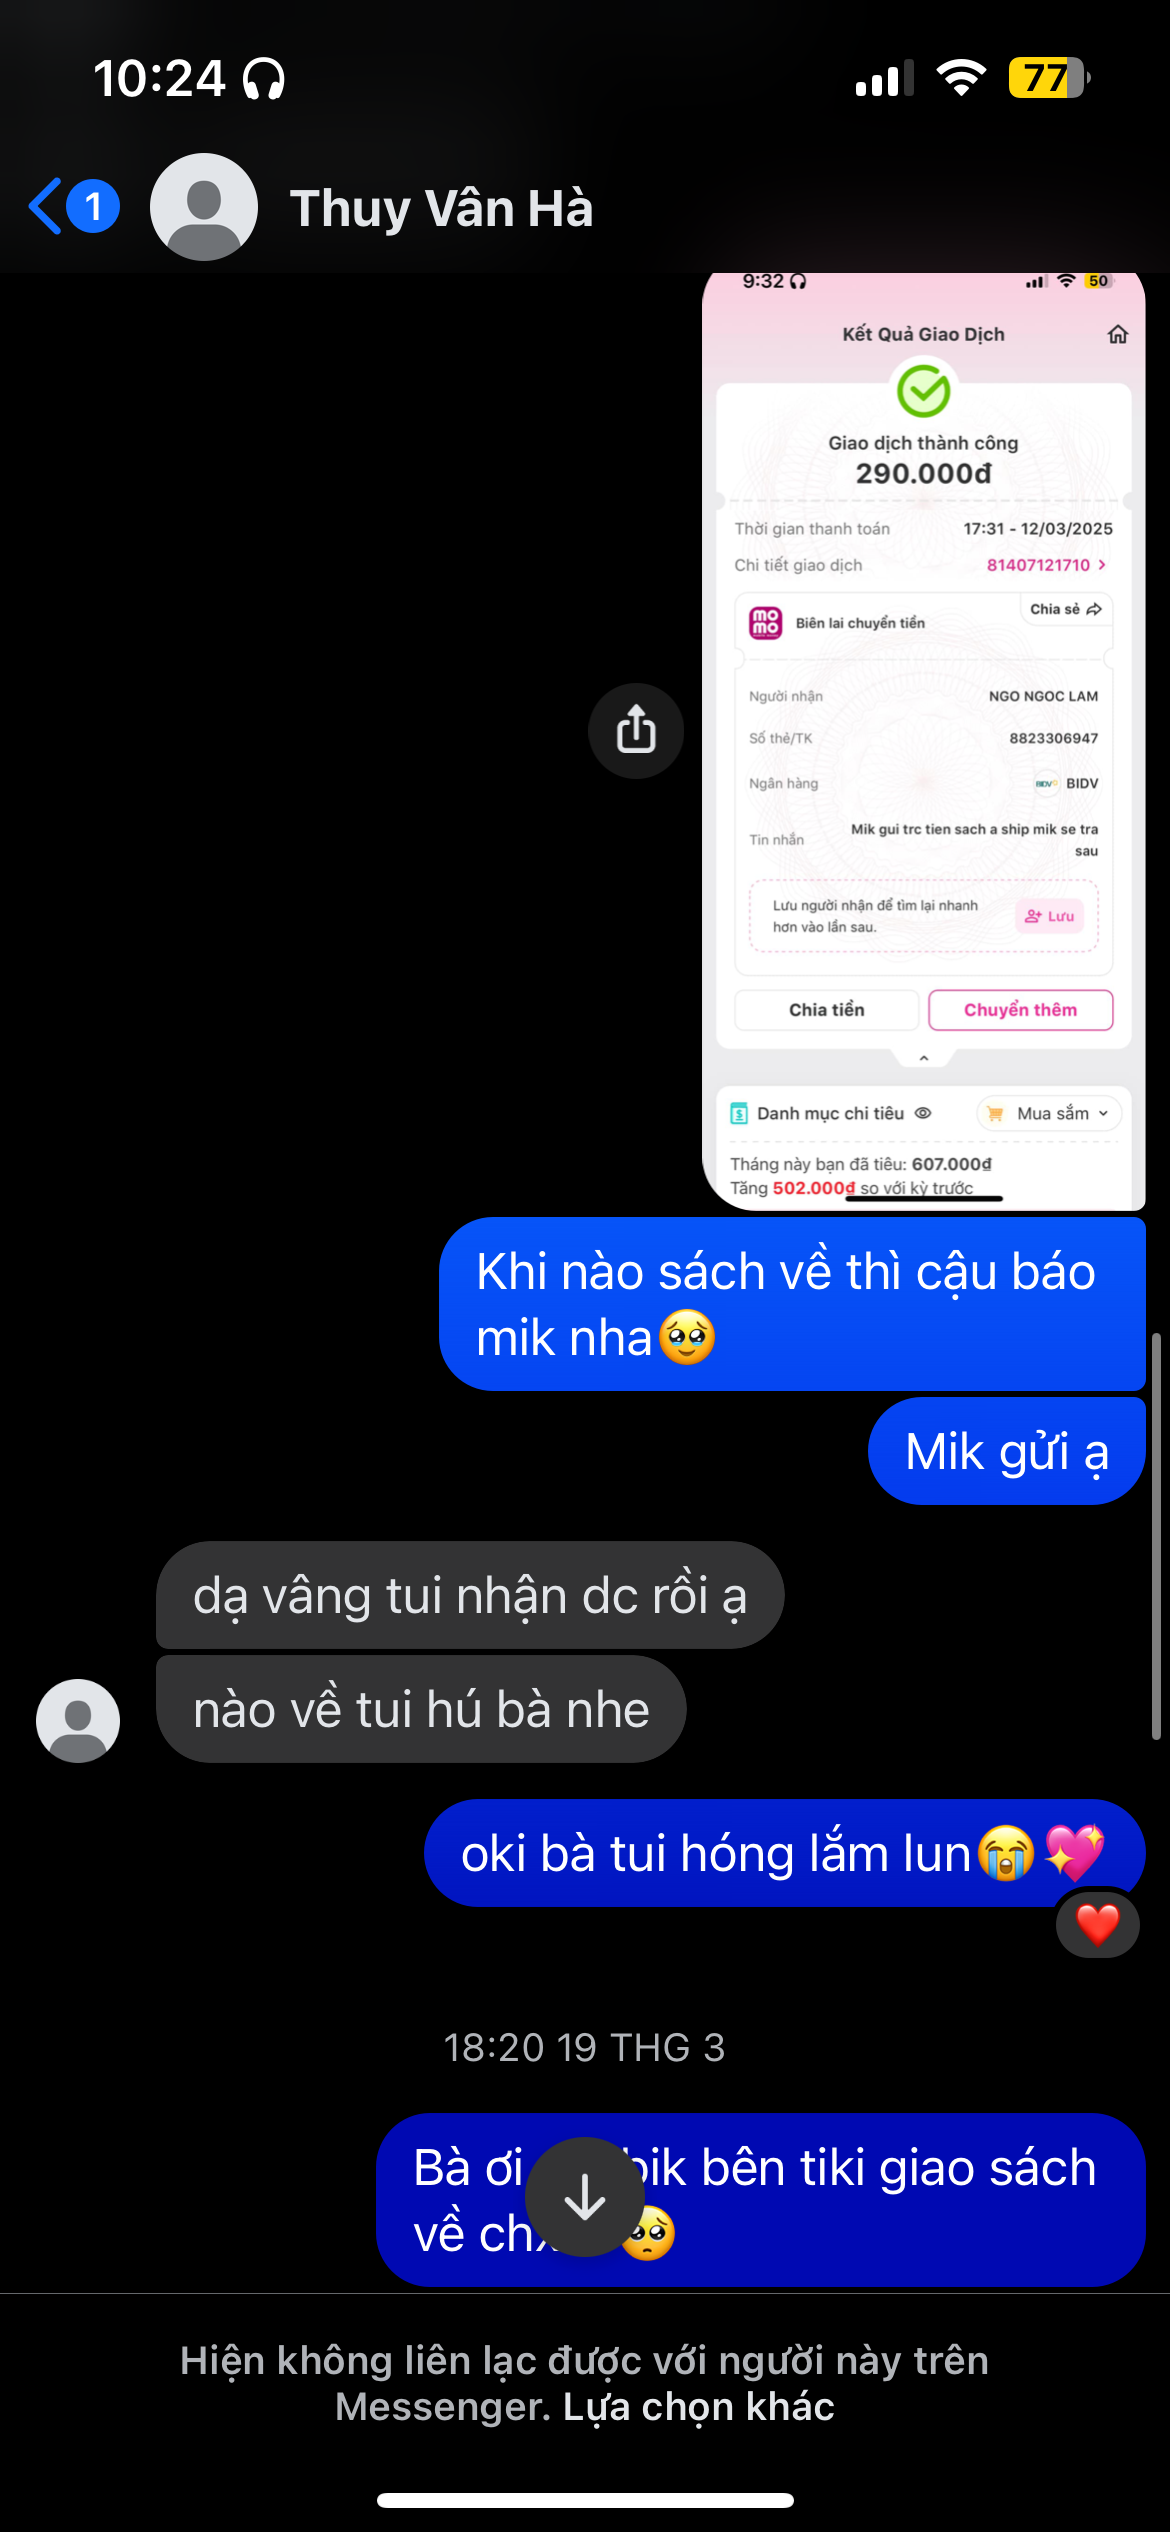 10:24
77
1
Thuy Vân Hà
9:32
50
Kết Quả Giao Dịch
Giao dịch thành công
290.000đ
Thời gian thanh toán 17:31 - 12/03/2025
Chi tiết giao dịch 81407121710
Chia sẻ
mo
mo
Biên lai chuyển tiền
Người nhận NGO NGOC LAM
Số thẻ/TK 8823306947
Ngân hàng BIDV BIDV
Tin nhắn Mik gui trc tien sach a ship mik se tra
sau
Lưu người nhận để tìm lại nhanh
hơn vào lần sau.
Lưu
Chia tiền Chuyển thêm
Danh mục chi tiêu Mua sắm
Tháng này bạn đã tiêu: 607.000₫
Tăng 502.000₫ so với kỳ trước
Khi nào sách về thì cậu báo
mik nha🥹
Mik gửi ạ
dạ vâng tui nhận dc rồi ạ
nào về tui hú bà nhe
oki bà tui hóng lắm lun😭💖
❤️
18:20 19 THG 3
Bà ơi bik bên tiki giao sách
về 🥺
Hiện không liên lạc được với người này trên
Messenger. Lựa chọn khác